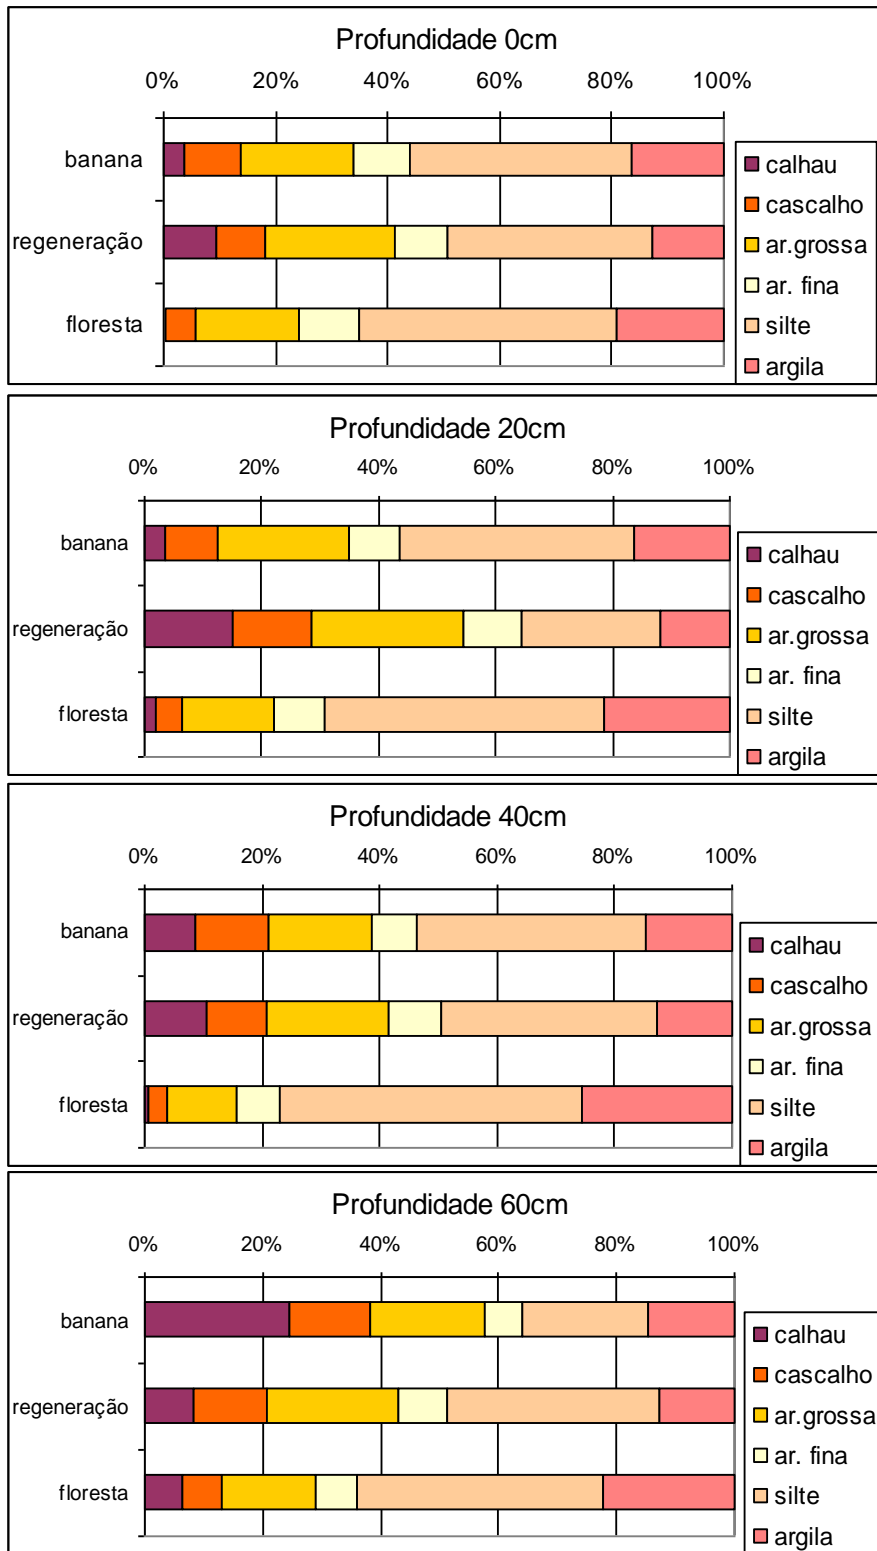 Profundidade 0cm
0% 20% 40% 60% 80% 100%
banana
regeneração
floresta
calhau
cascalho
ar.grossa
ar. fina
silte
argila
Profundidade 20cm
0% 20% 40% 60% 80% 100%
banana
regeneração
floresta
calhau
cascalho
ar.grossa
ar. fina
silte
argila
Profundidade 40cm
0% 20% 40% 60% 80% 100%
banana
regeneração
floresta
calhau
cascalho
ar.grossa
ar. fina
silte
argila
Profundidade 60cm
0% 20% 40% 60% 80% 100%
banana
regeneração
floresta
calhau
cascalho
ar.grossa
ar. fina
silte
argila